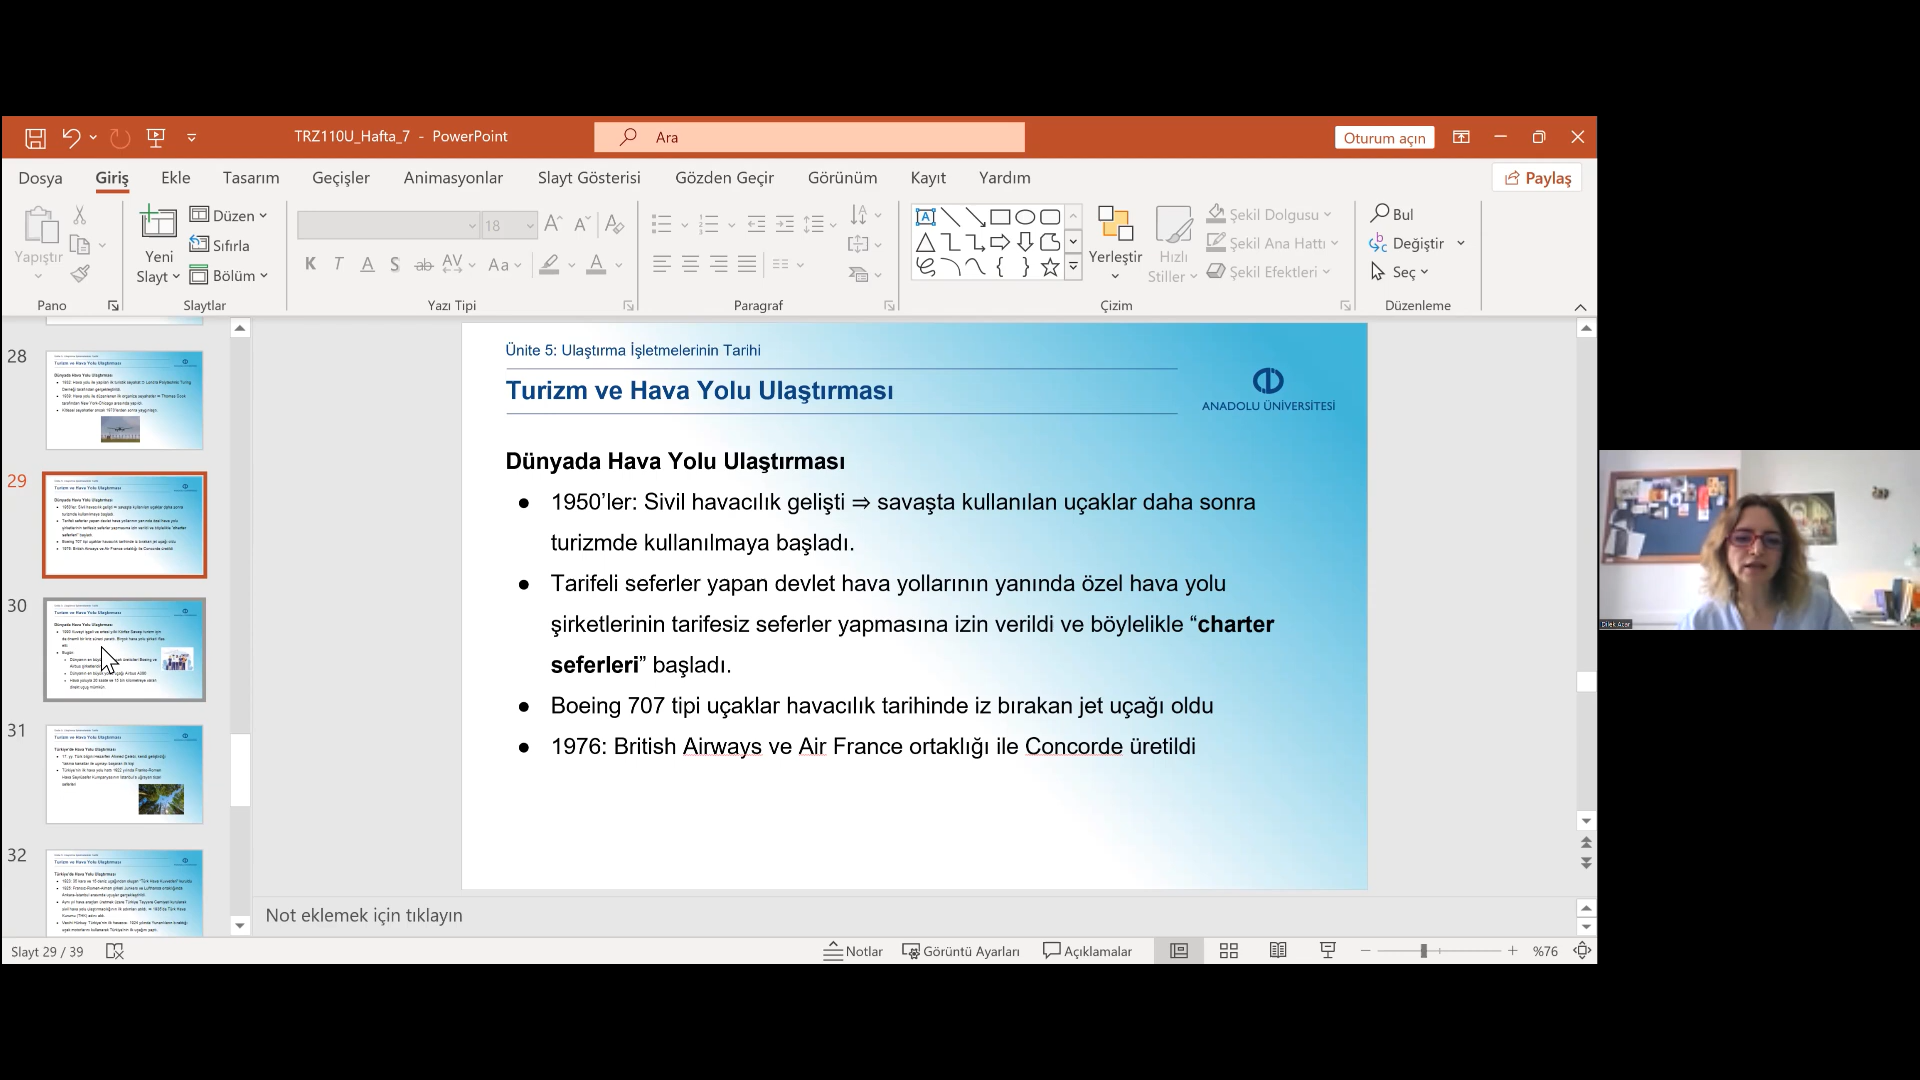 TRZ110U_Hafta_7 - PowerPoint
Ara
Oturum açın
Dosya
Giriş
Ekle
Tasarım
Geçişler
Animasyonlar
Slayt Gösterisi
Gözden Geçir
Görünüm
Kayıt
Yardım
Paylaş
Yapıştır
Yeni
Slayt
Düzen
Sıfırla
Bölüm
18
K T A S ab AV Aa A
Yerleştir
Hızlı
Stiller
Şekil Dolgusu
Şekil Ana Hattı
Şekil Efektleri
Bul
Değiştir
Seç
Pano
Slaytlar
Yazı Tipi
Paragraf
Çizim
Düzenleme
28
29
30
31
32
Ünite 5: Ulaştırma İşletmelerinin Tarihi
Turizm ve Hava Yolu Ulaştırması
ANADOLU ÜNİVERSİTESİ
Dünyada Hava Yolu Ulaştırması
● 1950’ler: Sivil havacılık gelişti ⇒ savaşta kullanılan uçaklar daha sonra
turizmde kullanılmaya başladı.
● Tarifeli seferler yapan devlet hava yollarının yanında özel hava yolu
şirketlerinin tarifesiz seferler yapmasına izin verildi ve böylelikle “charter
seferleri” başladı.
● Boeing 707 tipi uçaklar havacılık tarihinde iz bırakan jet uçağı oldu
● 1976: British Airways ve Air France ortaklığı ile Concorde üretildi
Not eklemek için tıklayın
Slayt 29 / 39
Notlar
Görüntü Ayarları
Açıklamalar
%76
Dilek Acar